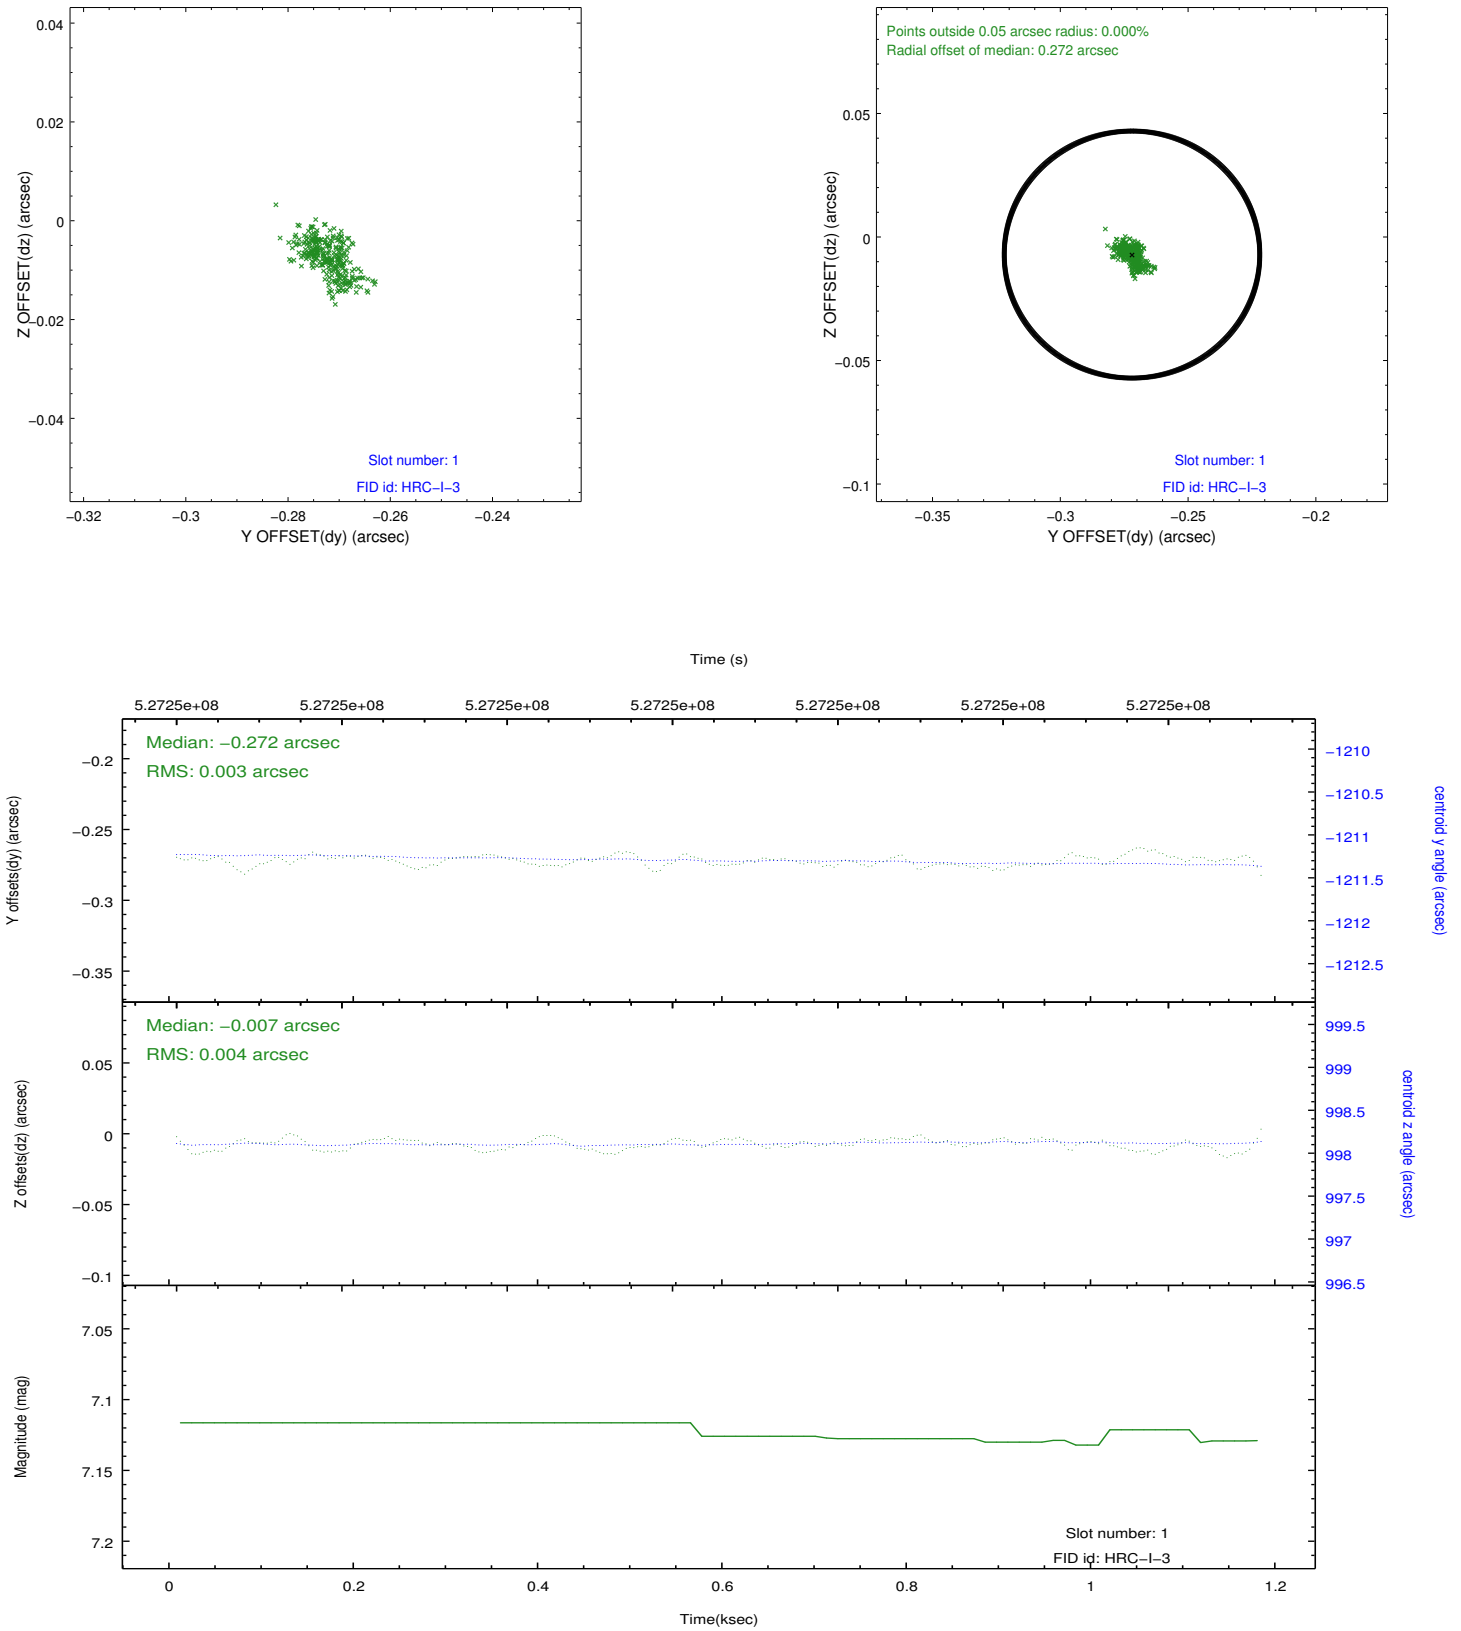 0.04
0.02
0
−0.02
−0.04
Z OFFSET(dz) (arcsec)
Slot number: 1
FID id: HRC−I−3
−0.32
−0.3
−0.28
−0.26
−0.24
Y OFFSET(dy) (arcsec)
Points outside 0.05 arcsec radius: 0.000%
Radial offset of median: 0.272 arcsec
0.05
0
−0.05
−0.1
Z OFFSET(dz) (arcsec)
Slot number: 1
FID id: HRC−I−3
−0.35
−0.3
−0.25
−0.2
Y OFFSET(dy) (arcsec)
Time (s)
5.2725e+08
5.2725e+08
5.2725e+08
5.2725e+08
5.2725e+08
5.2725e+08
5.2725e+08
Median: −0.272 arcsec
RMS: 0.003 arcsec
−0.2
−0.25
−0.3
−0.35
Y offsets(dy) (arcsec)
−1210
−1210.5
−1211
−1211.5
−1212
−1212.5
centroid y angle (arcsec)
Median: −0.007 arcsec
RMS: 0.004 arcsec
0.05
0
−0.05
−0.1
Z offsets(dz) (arcsec)
999.5
999
998.5
998
997.5
997
996.5
centroid z angle (arcsec)
7.05
7.1
7.15
7.2
Magnitude (mag)
Slot number: 1
FID id: HRC−I−3
0
0.2
0.4
0.6
0.8
1
1.2
Time(ksec)